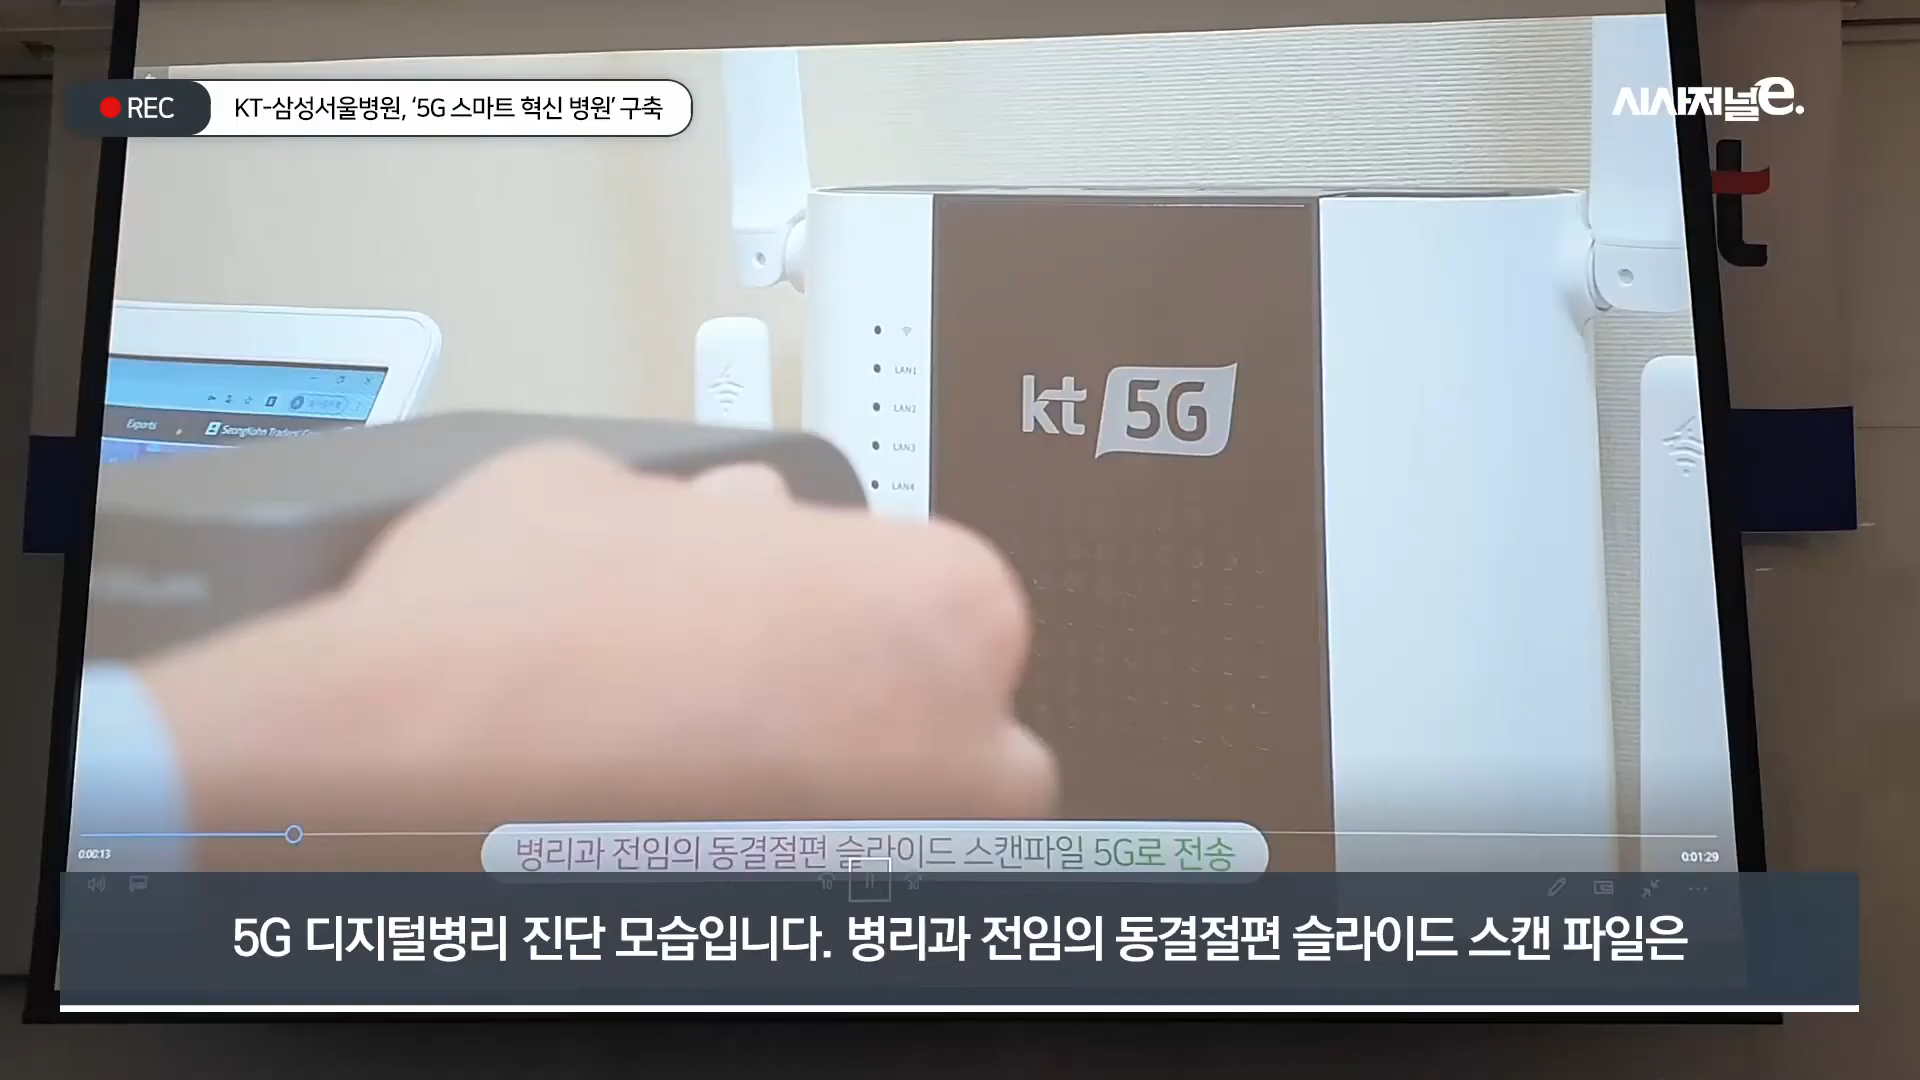 REC
KT-삼성서울병원, ‘5G 스마트 혁신 병원’ 구축
시사저널e.
t
LAN1
LAN2
LAN3
LAN4
kt 5G
Exports
병리과 전임의 동결절편 슬라이드 스캔파일 5G로 전송
0:00:13
0:01:29
10
30
5G 디지털병리 진단 모습입니다. 병리과 전임의 동결절편 슬라이드 스캔 파일은